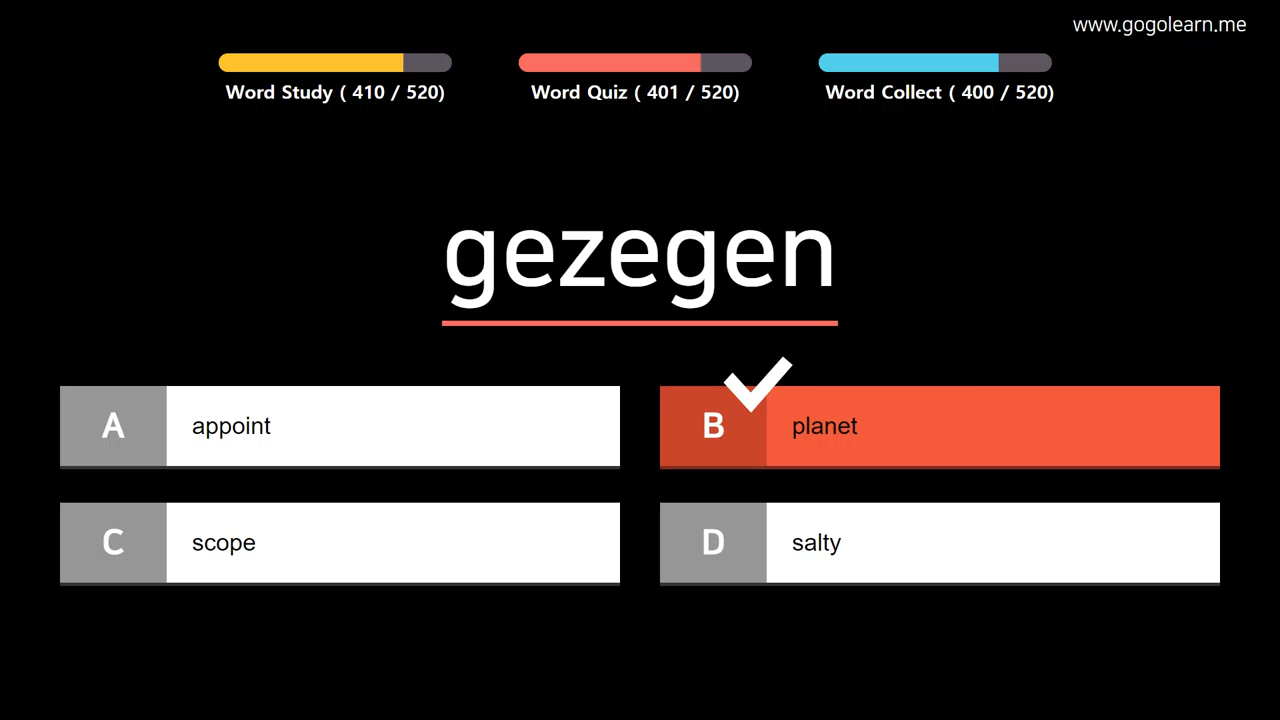 www.gogolearn.me
Word Study ( 410 / 520)
Word Quiz ( 401 / 520)
Word Collect ( 400 / 520)
gezegen
A appoint
B planet
C scope
D salty